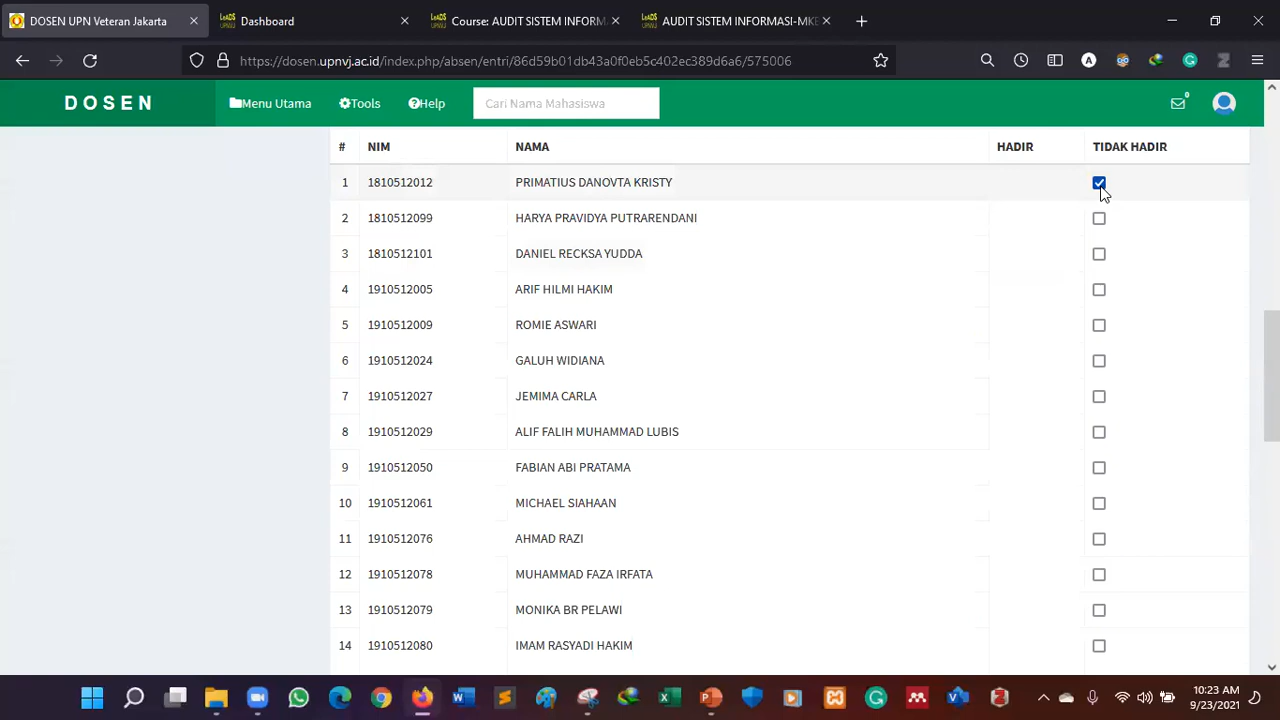 DOSEN UPN Veteran Jakarta
Dashboard
Course: AUDIT SISTEM INFORM
AUDIT SISTEM INFORMASI-MKB
https://dosen.upnvj.ac.id/index.php/absen/entri/86d59b01db43a0f0eb5c402ec389d6a6/575006
DOSEN Menu Utama Tools Help Cari Nama Mahasiswa 0
# NIM NAMA HADIR TIDAK HADIR
1 1810512012 PRIMATIUS DANOVTA KRISTY
2 1810512099 HARYA PRAVIDYA PUTRARENDANI
3 1810512101 DANIEL RECKSA YUDDA
4 1910512005 ARIF HILMI HAKIM
5 1910512009 ROMIE ASWARI
6 1910512024 GALUH WIDIANA
7 1910512027 JEMIMA CARLA
8 1910512029 ALIF FALIH MUHAMMAD LUBIS
9 1910512050 FABIAN ABI PRATAMA
10 1910512061 MICHAEL SIAHAAN
11 1910512076 AHMAD RAZI
12 1910512078 MUHAMMAD FAZA IRFATA
13 1910512079 MONIKA BR PELAWI
14 1910512080 IMAM RASYADI HAKIM
10:23 AM
9/23/2021